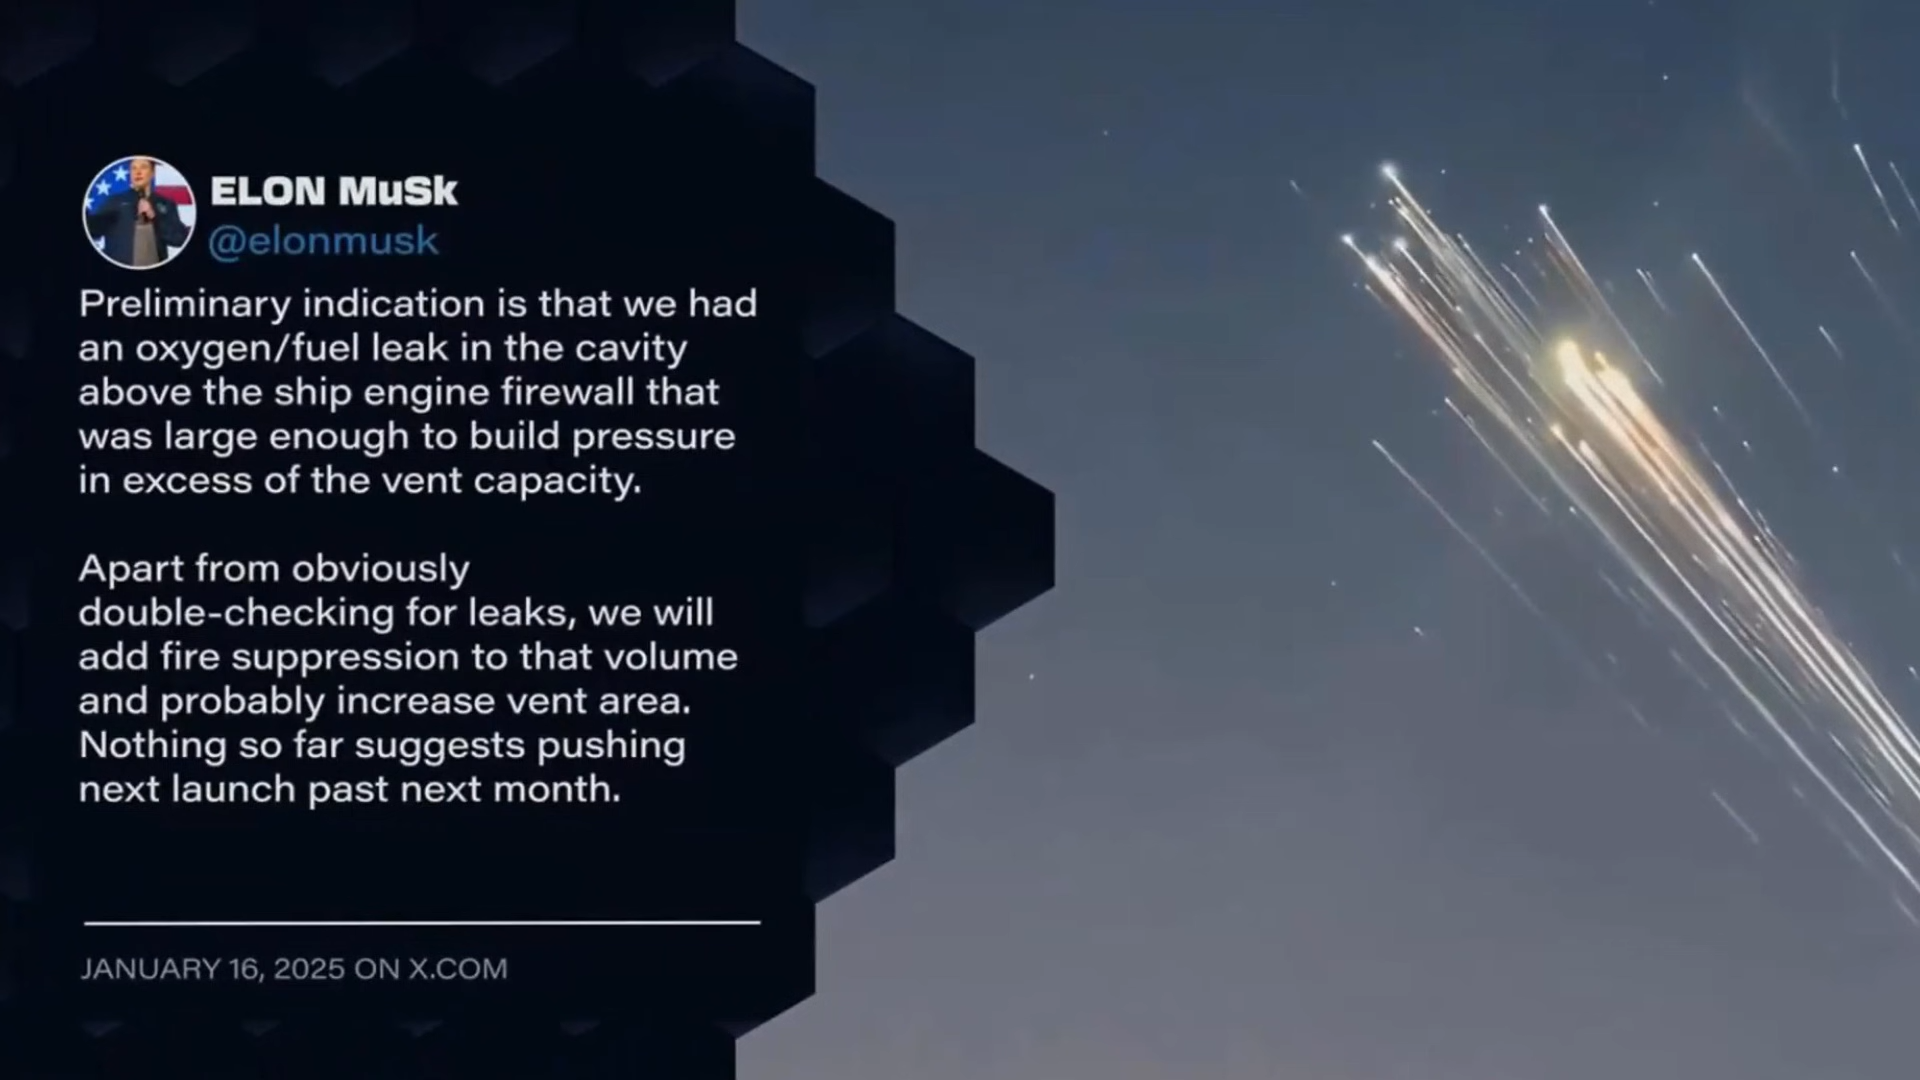 ELON MuSk
@elonmusk
Preliminary indication is that we had
an oxygen/fuel leak in the cavity
above the ship engine firewall that
was large enough to build pressure
in excess of the vent capacity.
Apart from obviously
double-checking for leaks, we will
add fire suppression to that volume
and probably increase vent area.
Nothing so far suggests pushing
next launch past next month.
JANUARY 16, 2025 ON X.COM